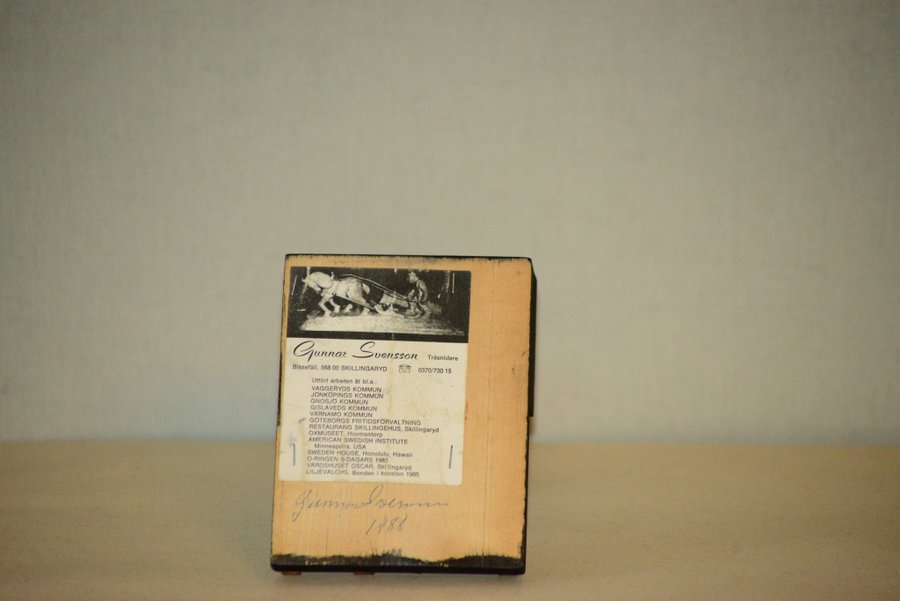 Gunnar Svensson Träsnidare
Blesefäll, 568 00 SKILLINGARYD 0370/730 15
Utfört arbeten åt bl.a.:
VAGGERYDS KOMMUN
JÖNKÖPINGS KOMMUN
GNOSJÖ KOMMUN
GISLAVEDS KOMMUN
VÄRNAMO KOMMUN
GÖTEBORGS FRITIDSFÖRVALTNING
RESTAURANG SKILLINGEHUS, Skillingaryd
OXMUSEET, Hovmantorp
AMERICAN SWEDISH INSTITUTE
Minneapolis, USA
SWEDEN HOUSE, Honolulu, Hawaii
O-RINGEN 5-DAGARS 1982
VÄRDSHUSET OSCAR, Skillingaryd
LILJEVALCHS, Bonden i konsten 1985
Gunnar Svensson
1988